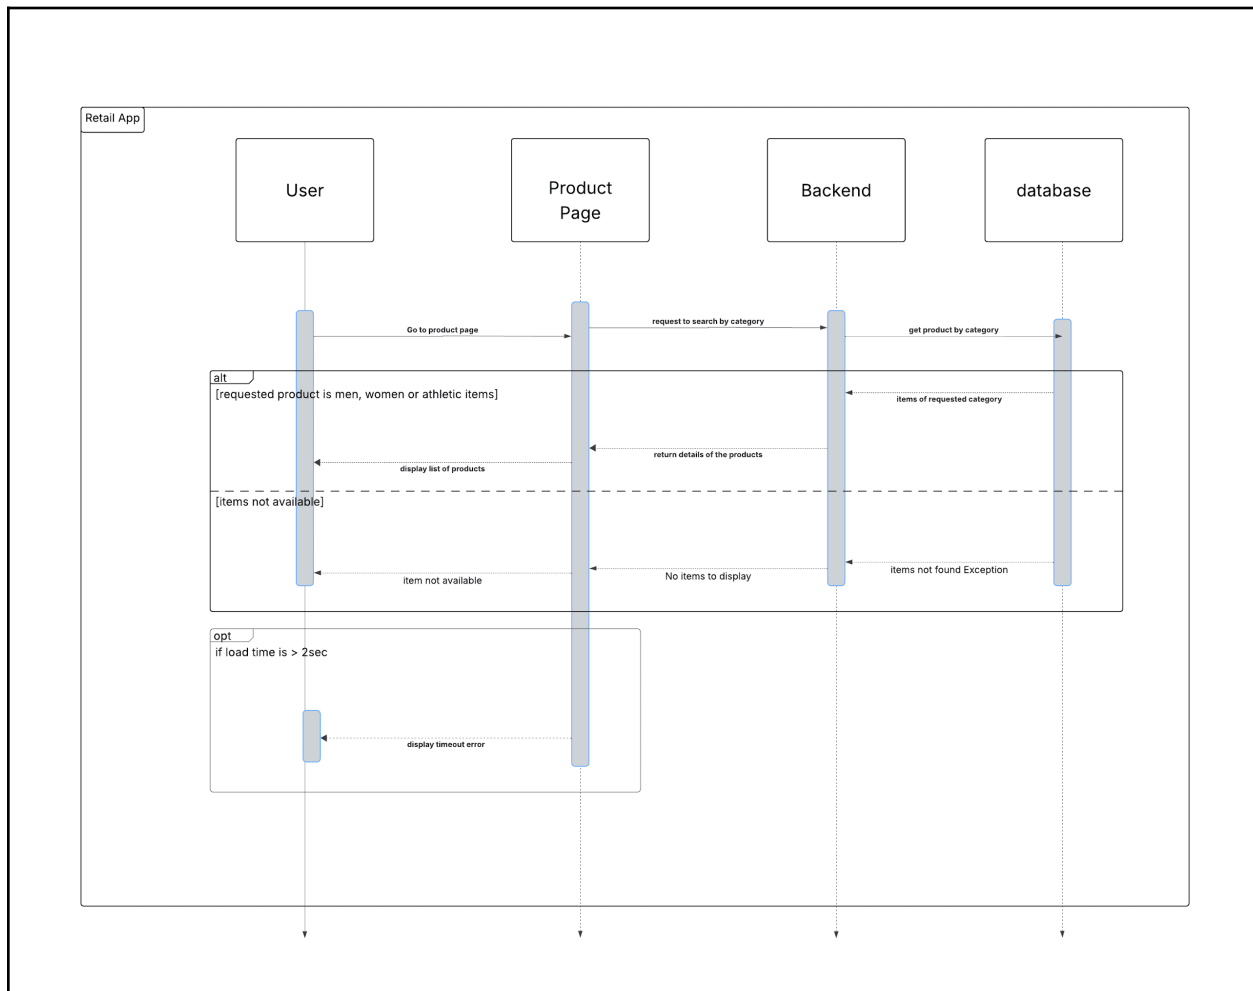 Retail App
User
Product
Page
Backend
database
request to search by category
Go to product page
get product by category
alt
[requested product is men, women or athletic items]
items of requested category
return details of the products
display list of products
[items not available]
items not found Exception
No items to display
item not available
opt
if load time is > 2sec
display timeout error